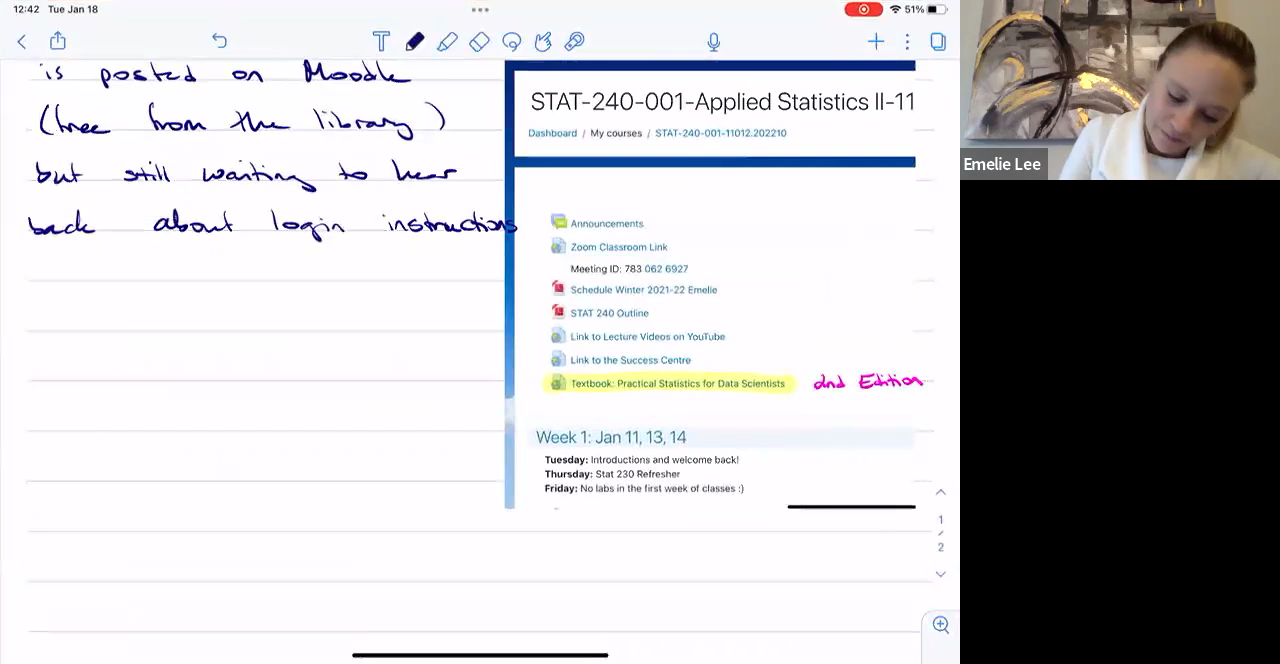 12:42 Tue Jan 18
51%
is posted on Moodle
(free from the library)
but still waiting to hear
back about login instructions
STAT-240-001-Applied Statistics II-11
Dashboard / My courses / STAT-240-001-11012.202210
Announcements
Zoom Classroom Link
Meeting ID: 783 062 6927
Schedule Winter 2021-22 Emelie
STAT 240 Outline
Link to Lecture Videos on YouTube
Link to the Success Centre
Textbook: Practical Statistics for Data Scientists 2nd Edition
Week 1: Jan 11, 13, 14
Tuesday: Introductions and welcome back!
Thursday: Stat 230 Refresher
Friday: No labs in the first week of classes :)
1
/
2
Emelie Lee